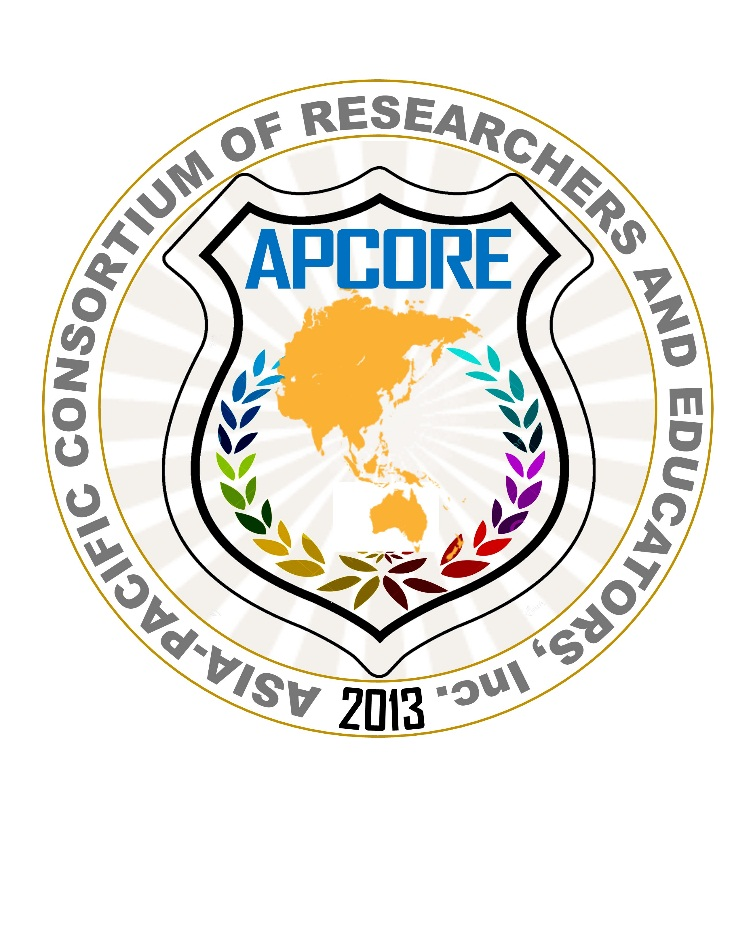 ASIA-PACIFIC CONSORTIUM OF RESEARCHERS AND EDUCATORS, Inc.
APCORE
2013